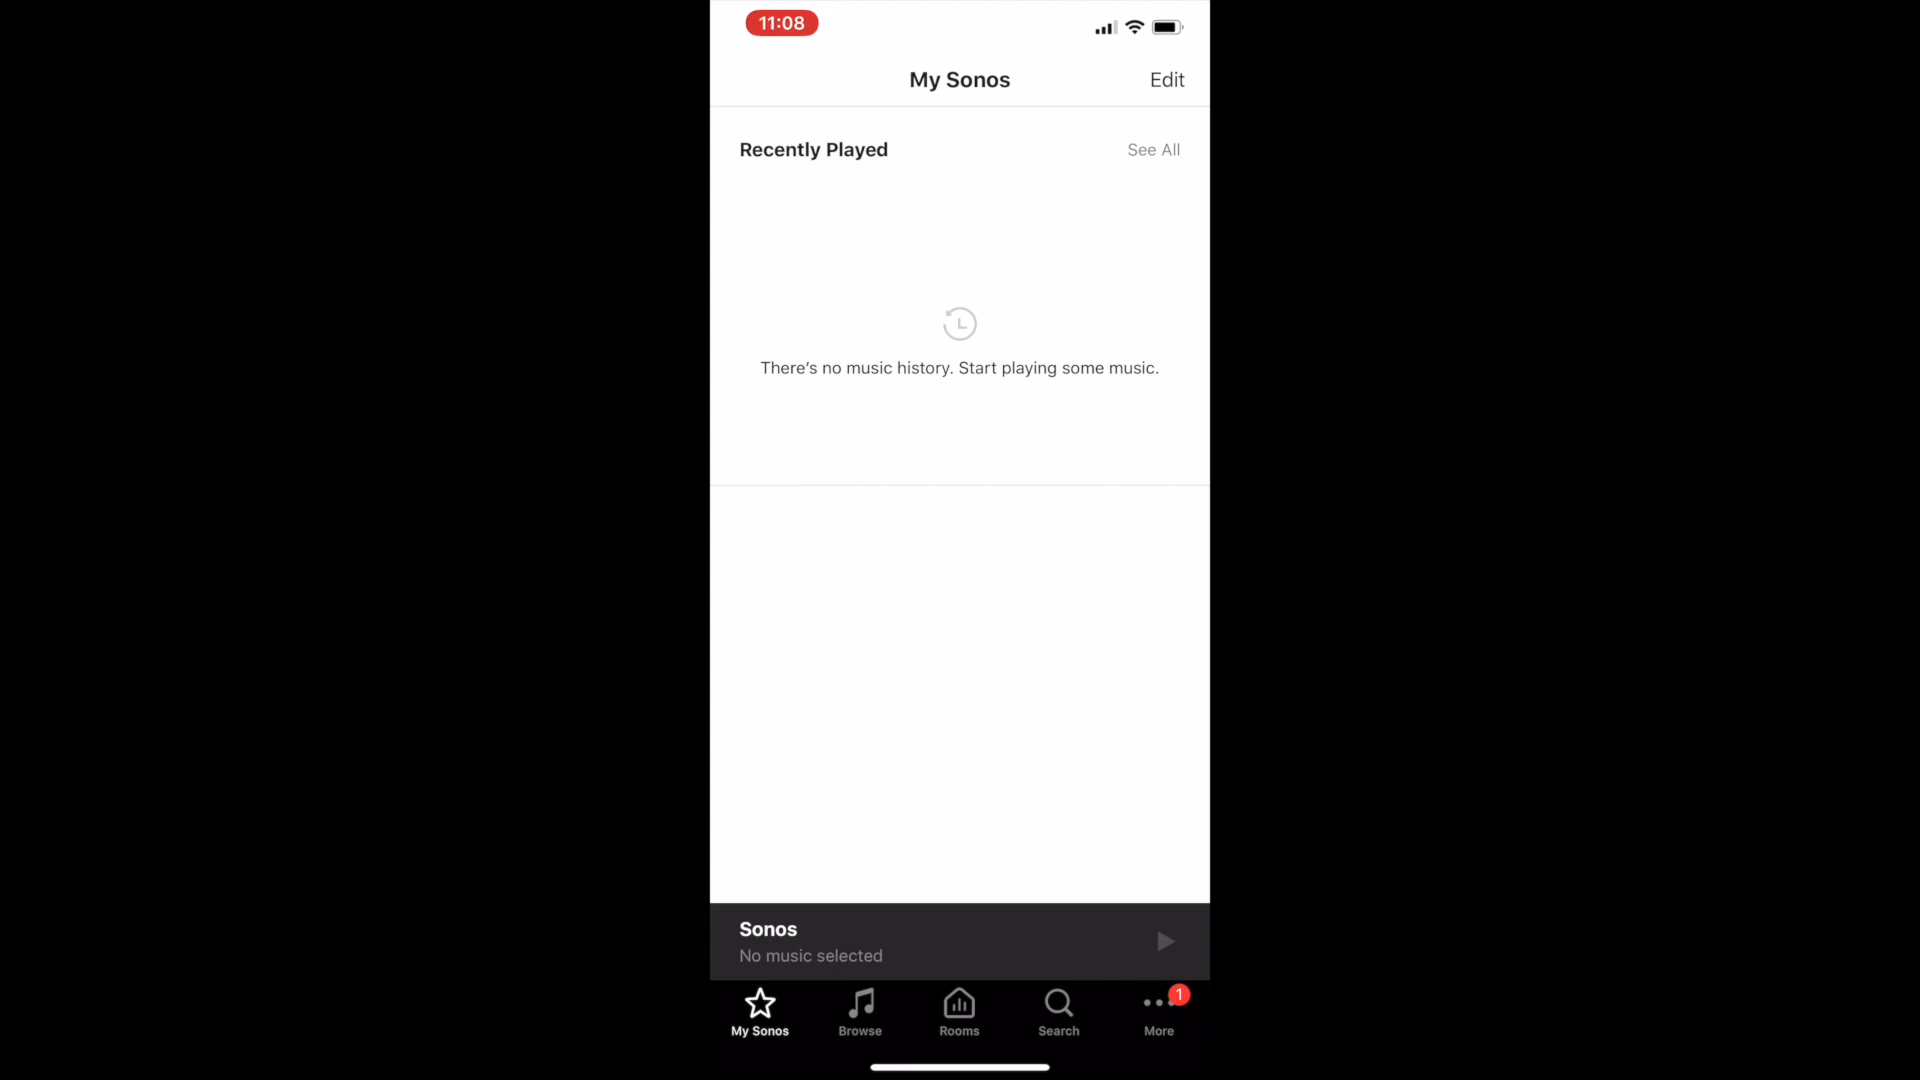 11:08
My Sonos
Edit
Recently Played
See All
There’s no music history. Start playing some music.
Sonos
No music selected
1
My Sonos
Browse
Rooms
Search
More